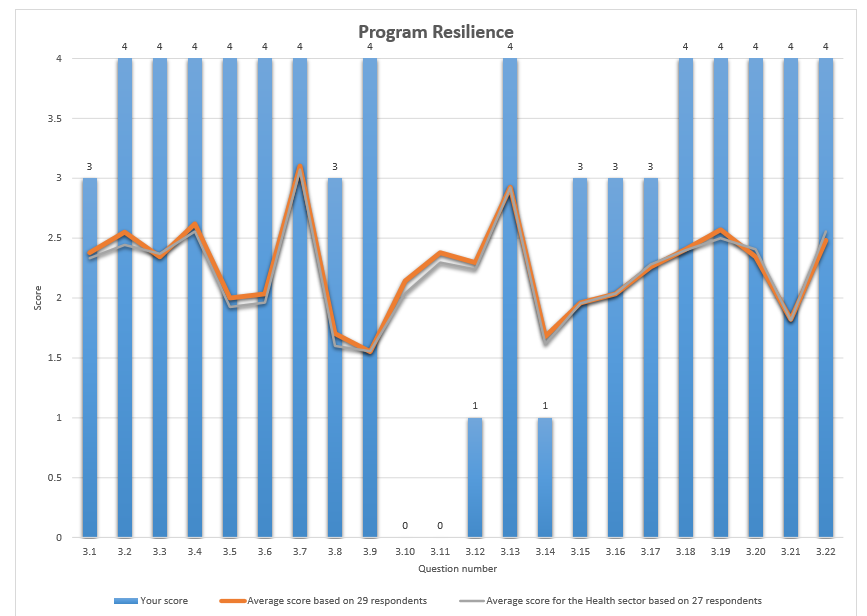 Program Resilience
4 4 4 4 4 4 4 4 4 4 4 4 4
4
3.5
3 3 3 3 3
3
2.5
2
1.5
1 1
1
0.5
0 0
0
Score
3.1 3.2 3.3 3.4 3.5 3.6 3.7 3.8 3.9 3.10 3.11 3.12 3.13 3.14 3.15 3.16 3.17 3.18 3.19 3.20 3.21 3.22
Question number
Your score Average score based on 29 respondents Average score for the Health sector based on 27 respondents